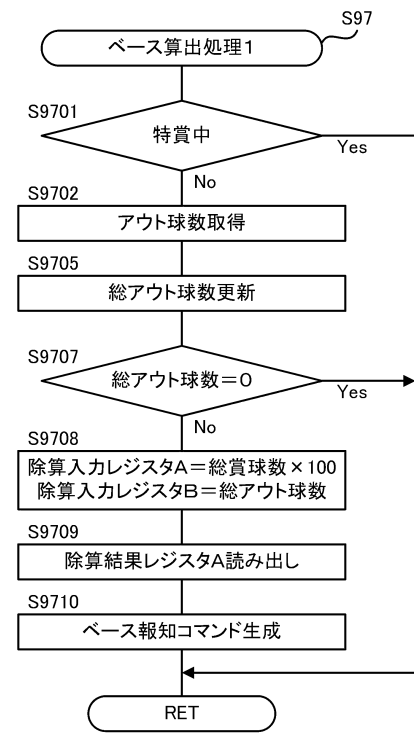 S97
ベース算出処理1
S9701
特賞中
Yes
No
S9702
アウト球数取得
S9705
総アウト球数更新
S9707
総アウト球数=0
Yes
No
S9708
除算入力レジスタA=総賞球数×100
除算入力レジスタB=総アウト球数
S9709
除算結果レジスタA読み出し
S9710
ベース報知コマンド生成
RET